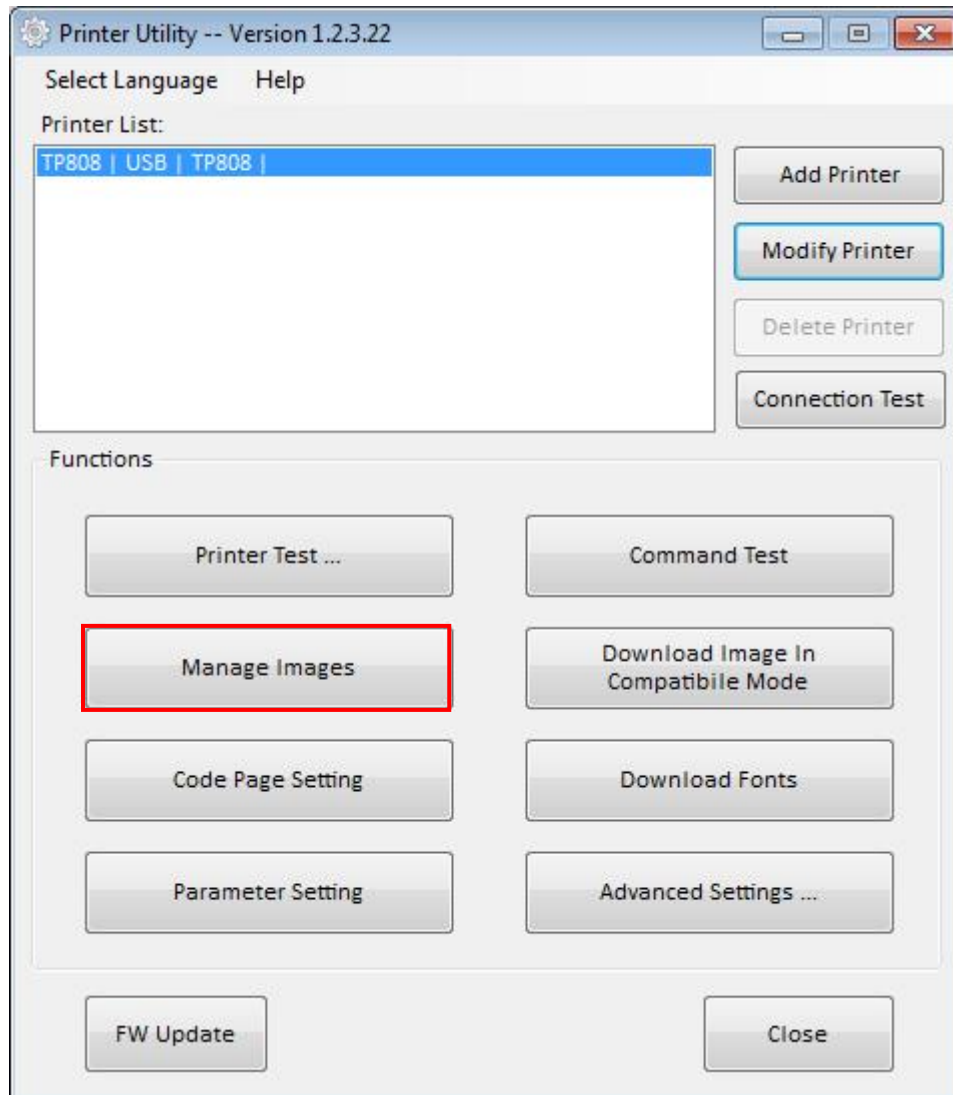 Printer Utility -- Version 1.2.3.22
Select Language Help
Printer List:
TP808 | USB | TP808 |
Add Printer
Modify Printer
Delete Printer
Connection Test
Functions
Printer Test ...
Command Test
Manage Images
Download Image In
Compatibile Mode
Code Page Setting
Download Fonts
Parameter Setting
Advanced Settings ...
FW Update
Close